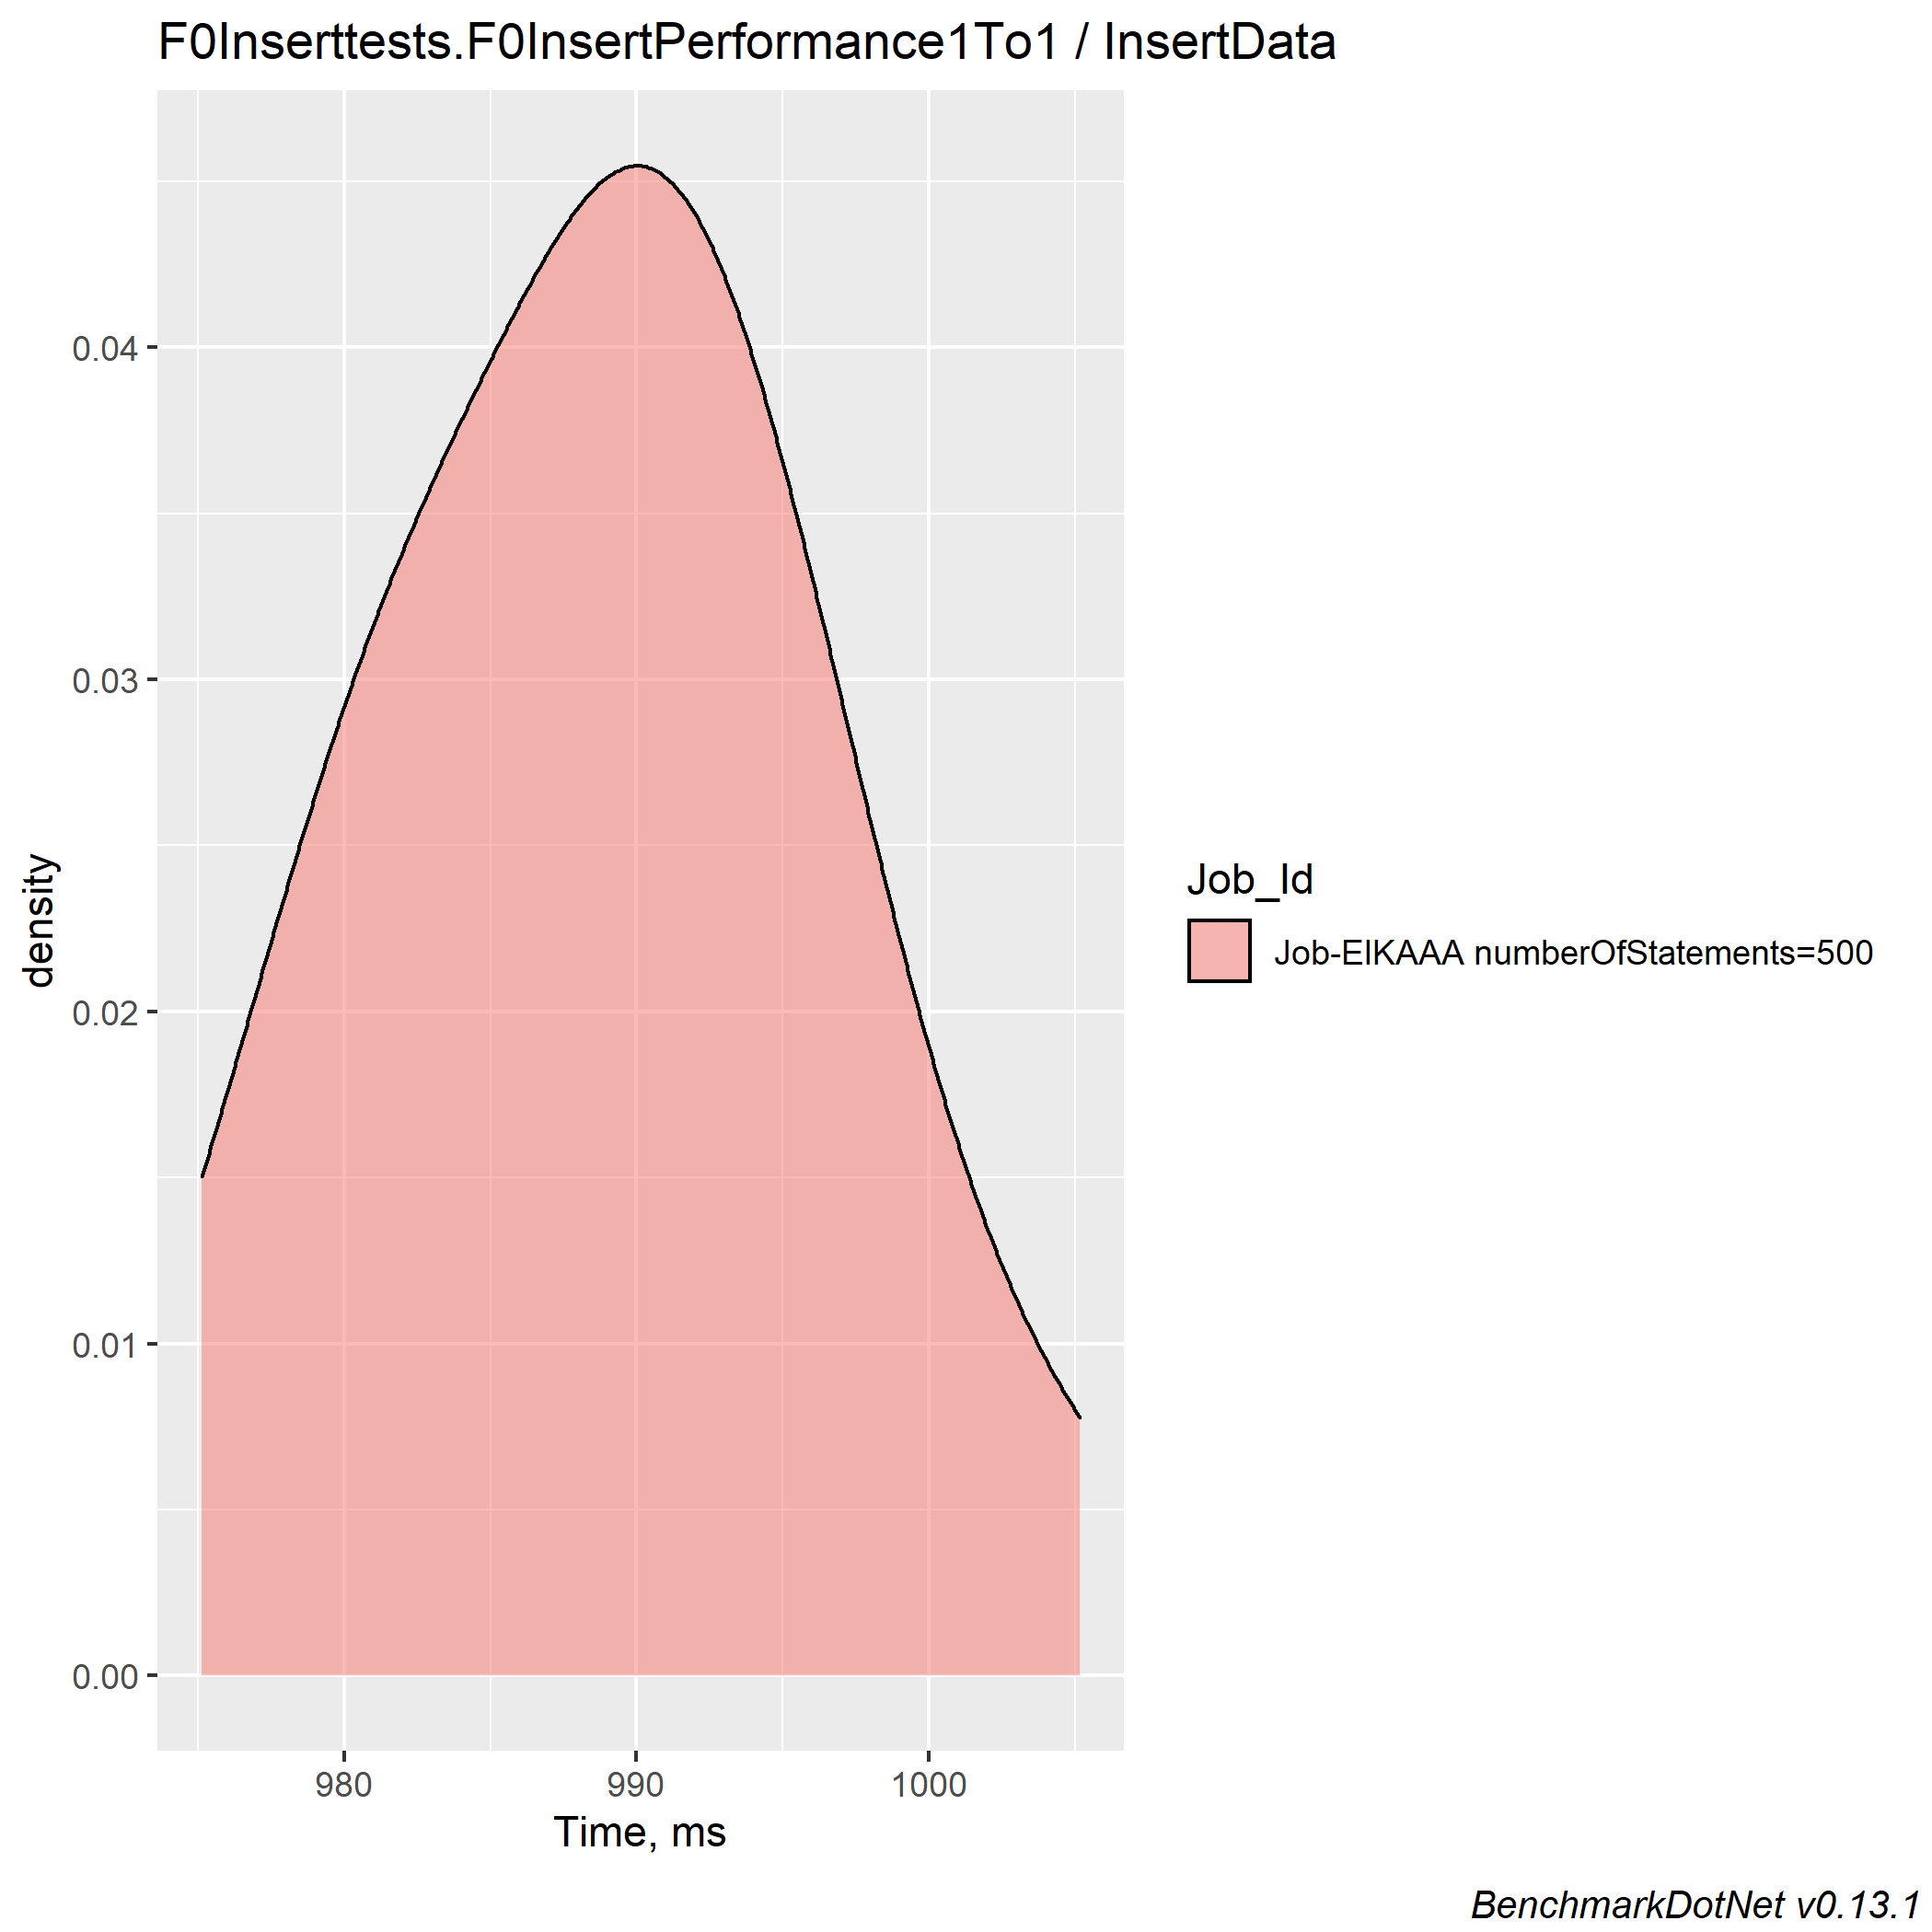 F0Inserttests.F0InsertPerformance1To1 / InsertData
density
0.04
0.03
0.02
0.01
0.00
980 990 1000
Time, ms
Job_Id
Job-EIKAAA numberOfStatements=500
BenchmarkDotNet v0.13.1